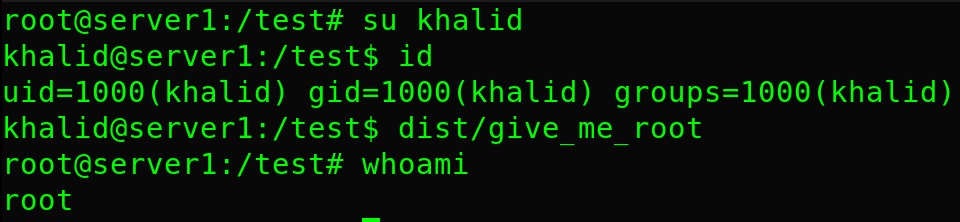 root@server1:/test# su khalid
khalid@server1:/test$ id
uid=1000(khalid) gid=1000(khalid) groups=1000(khalid)
khalid@server1:/test$ dist/give_me_root
root@server1:/test# whoami
root